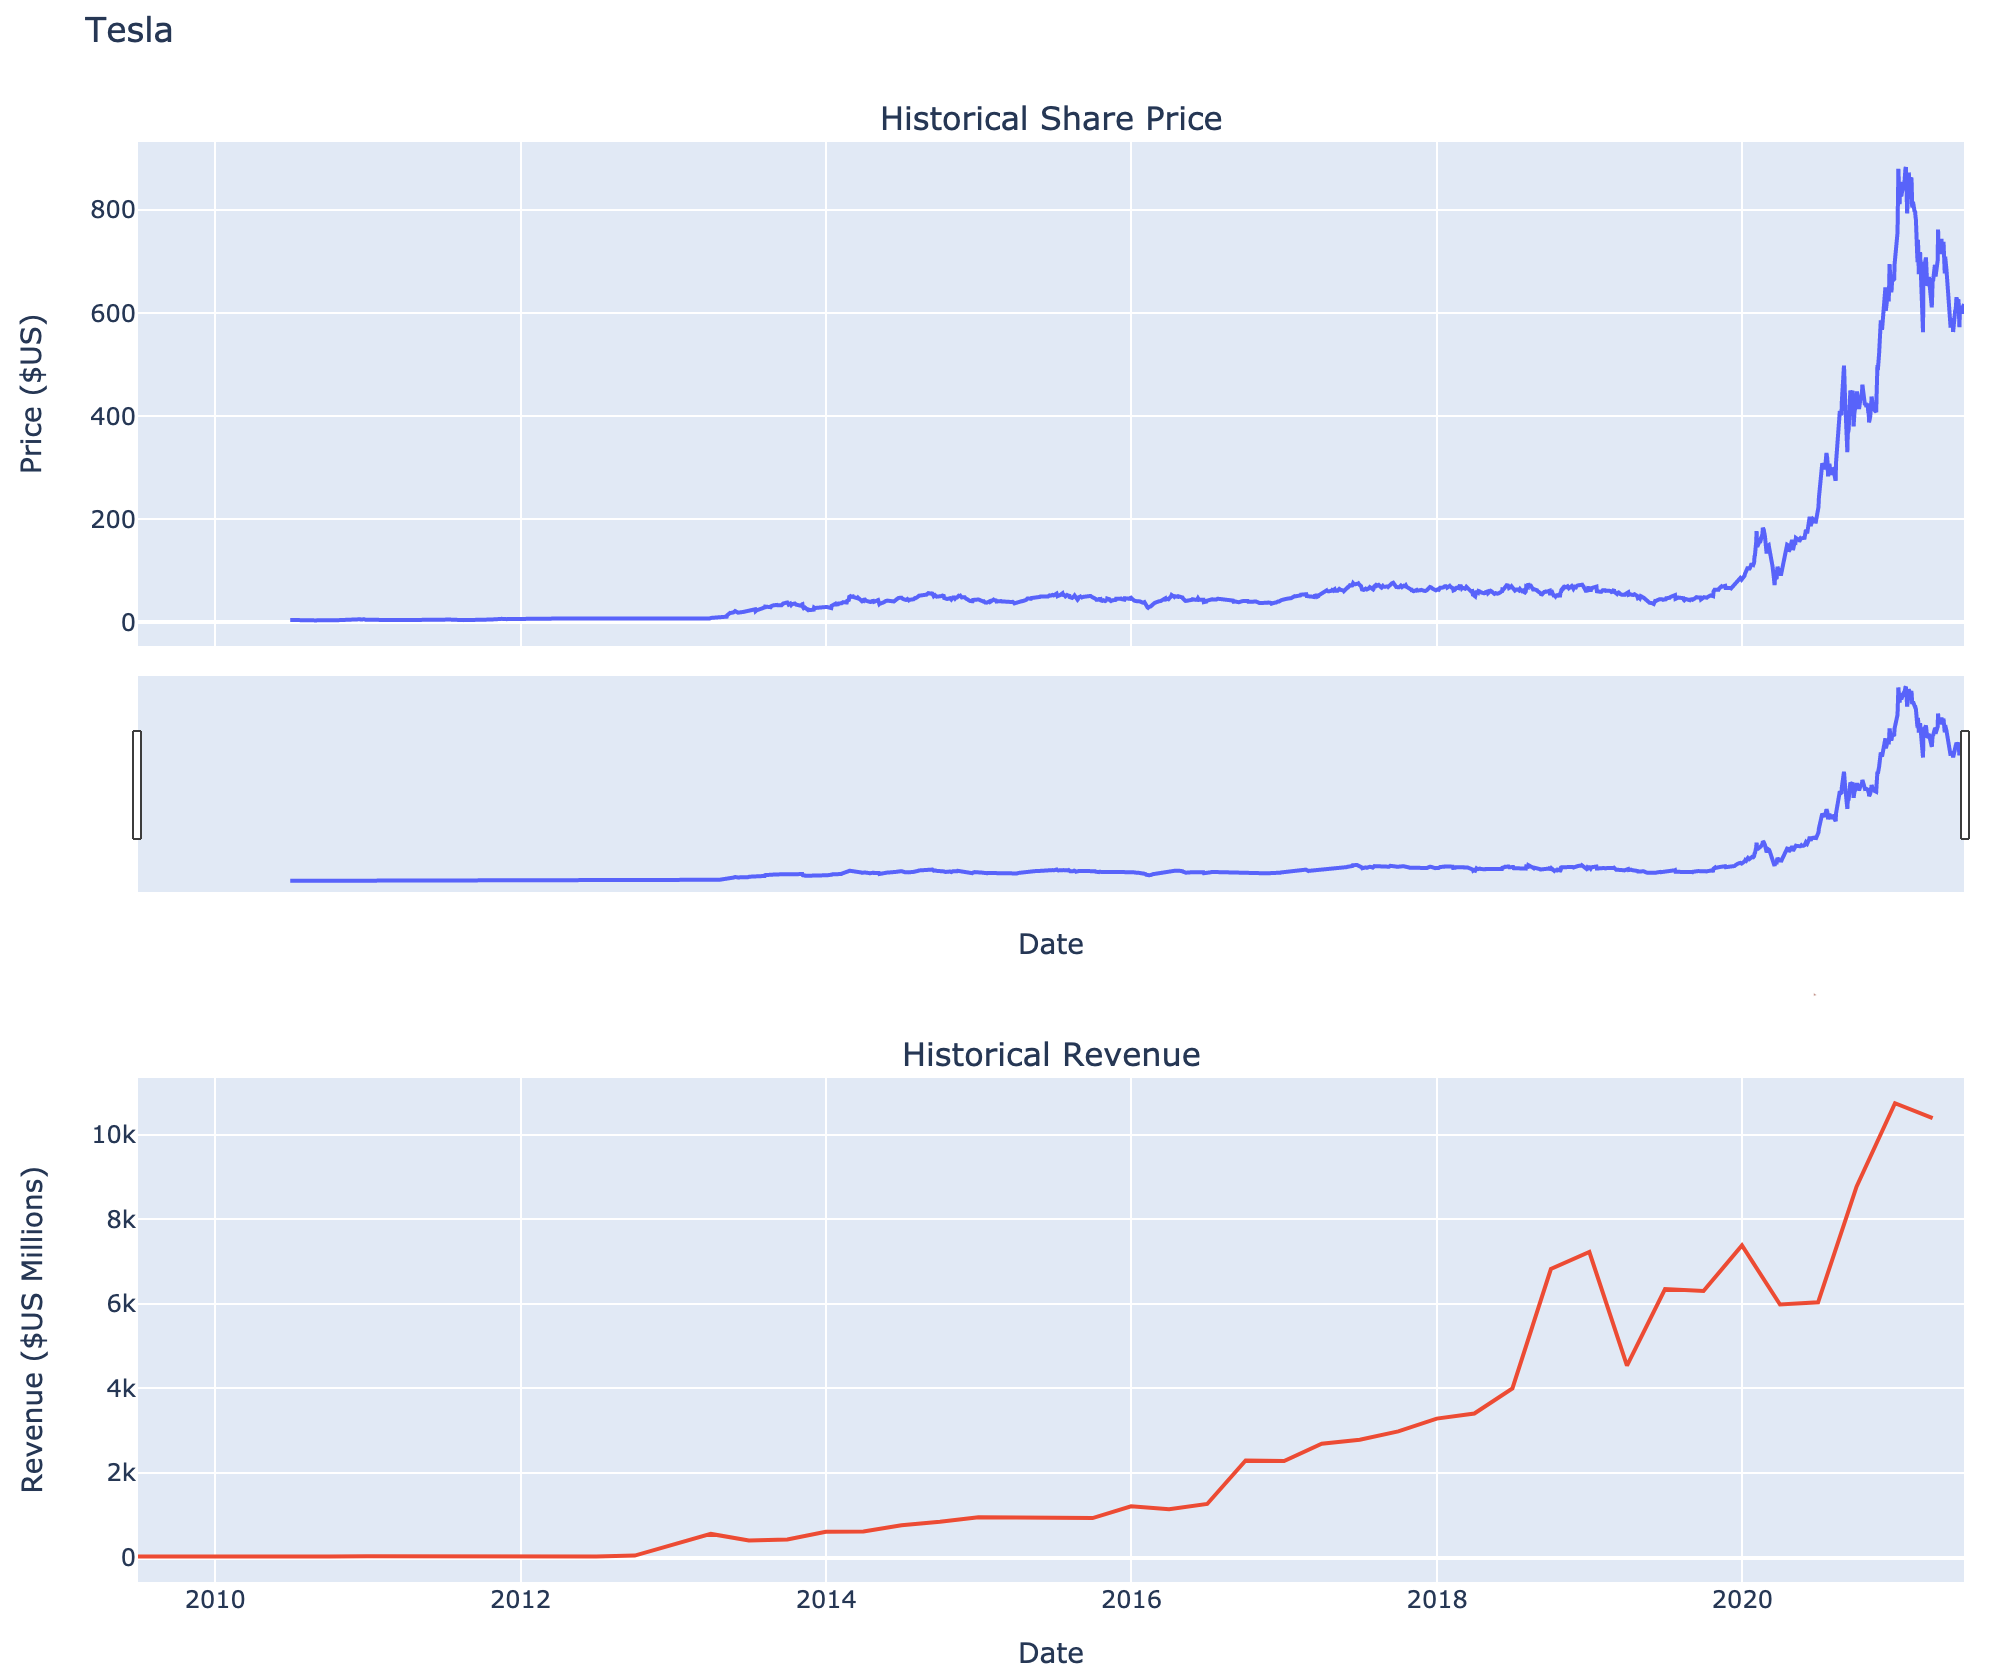 Tesla
Historical Share Price
Price ($US)
800
600
400
200
0
Date
Historical Revenue
Revenue ($US Millions)
10k
8k
6k
4k
2k
0
2010 2012 2014 2016 2018 2020
Date